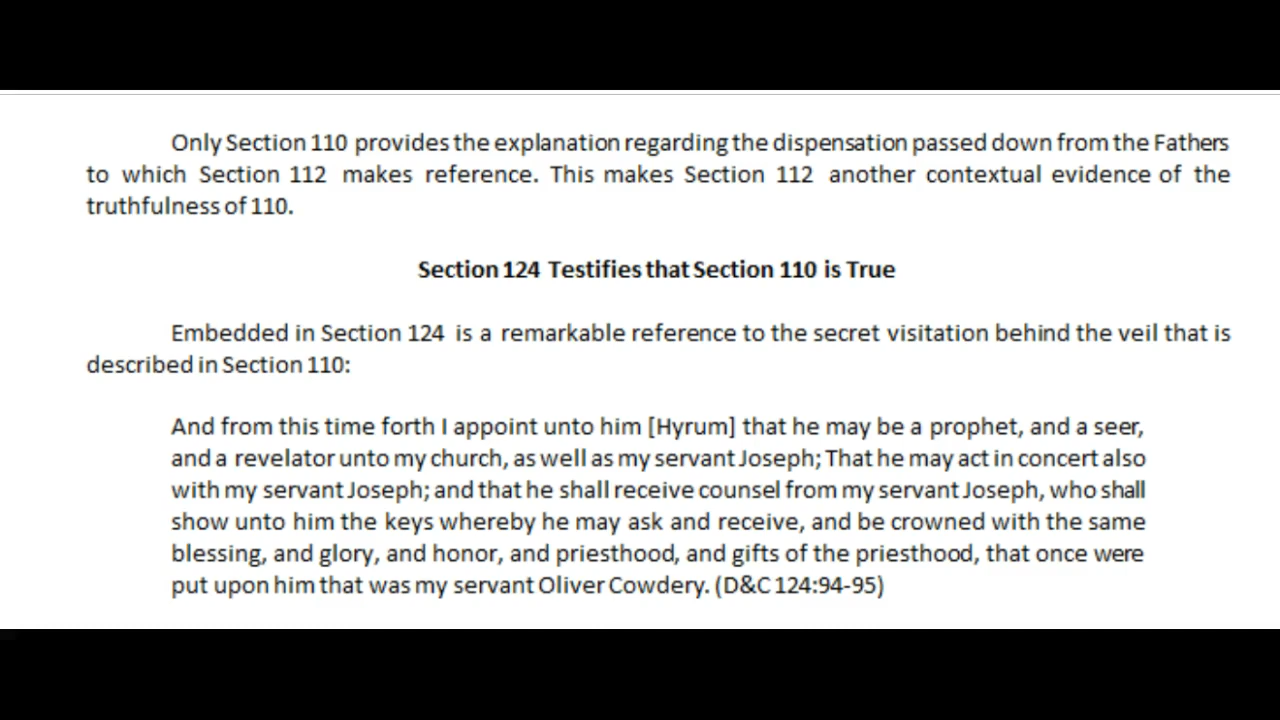 Only Section 110 provides the explanation regarding the dispensation passed down from the Fathers
to which Section 112 makes reference. This makes Section 112 another contextual evidence of the
truthfulness of 110.
Section 124 Testifies that Section 110 is True
Embedded in Section 124 is a remarkable reference to the secret visitation behind the veil that is
described in Section 110:
And from this time forth I appoint unto him [Hyrum] that he may be a prophet, and a seer,
and a revelator unto my church, as well as my servant Joseph; That he may act in concert also
with my servant Joseph; and that he shall receive counsel from my servant Joseph, who shall
show unto him the keys whereby he may ask and receive, and be crowned with the same
blessing, and glory, and honor, and priesthood, and gifts of the priesthood, that once were
put upon him that was my servant Oliver Cowdery. (D&C 124:94-95)